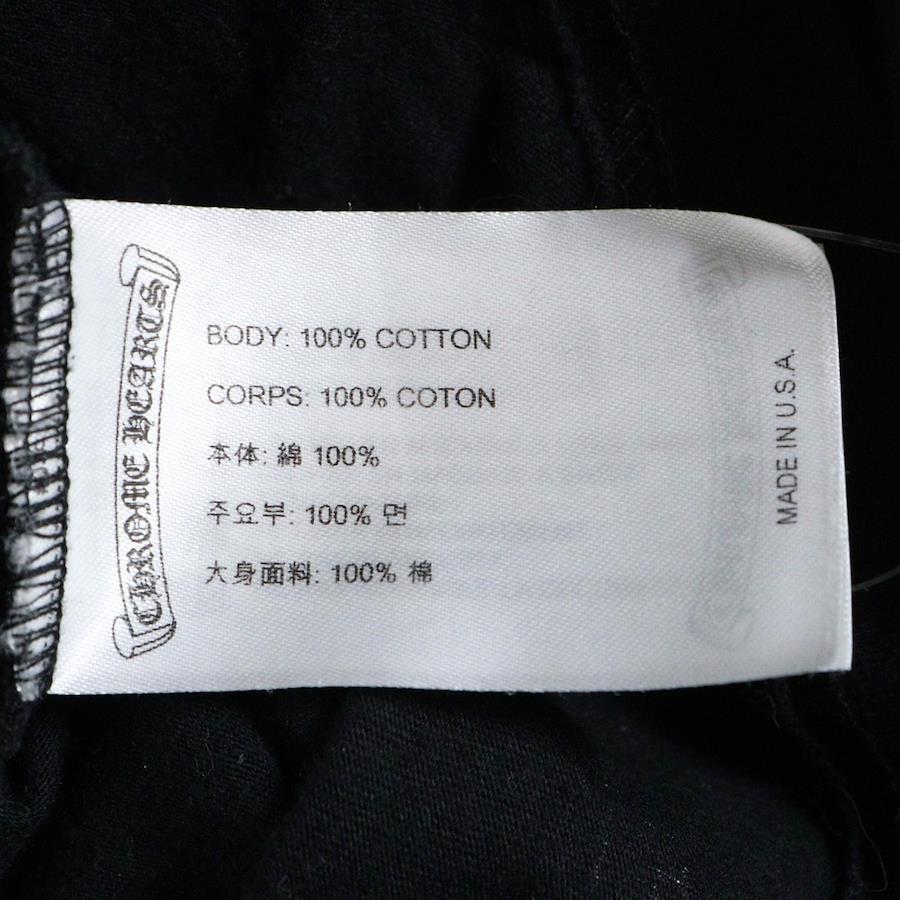 CHROME HEARTS
BODY: 100% COTTON
CORPS: 100% COTON
本体: 綿 100%
주요부: 100% 면
大身面料: 100% 棉
MADE IN U.S.A.